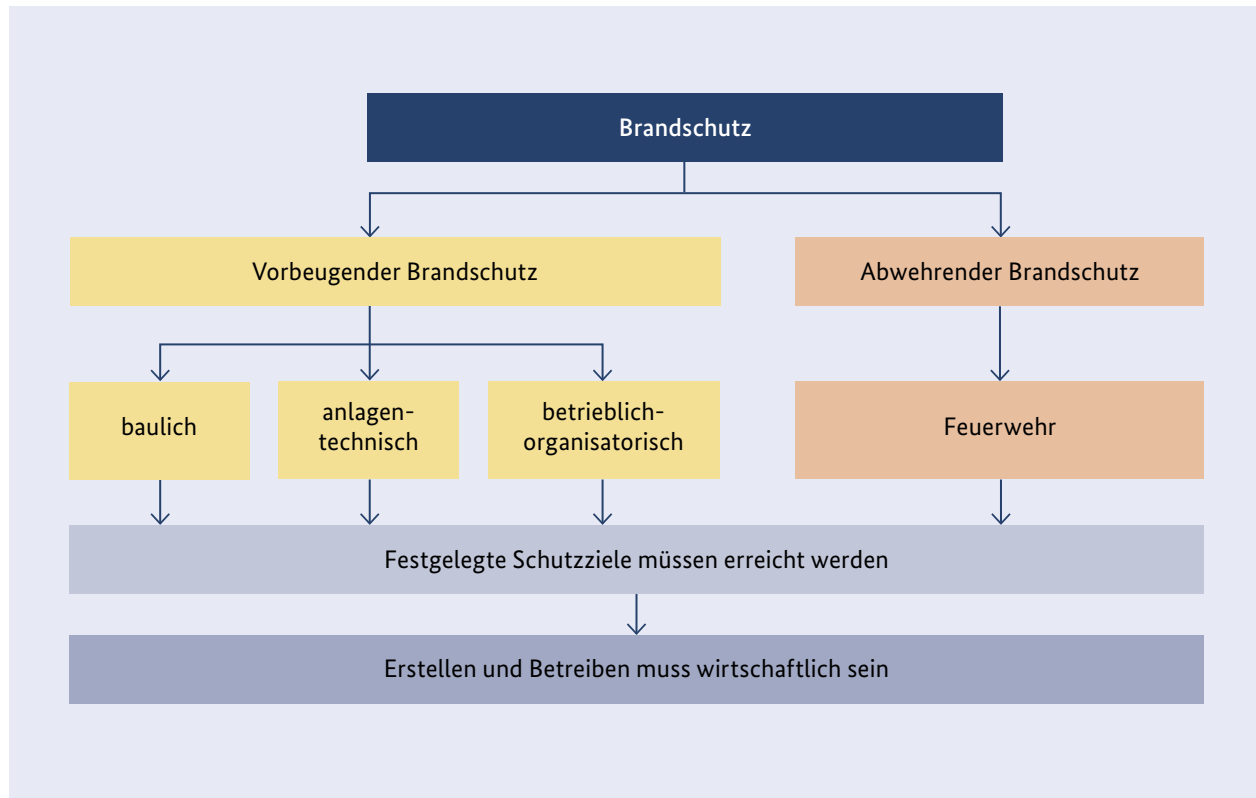 Brandschutz
Vorbeugender Brandschutz
Abwehrender Brandschutz
baulich
anlagen-
technisch
betrieblich-
organisatorisch
Feuerwehr
Festgelegte Schutzziele müssen erreicht werden
Erstellen und Betreiben muss wirtschaftlich sein